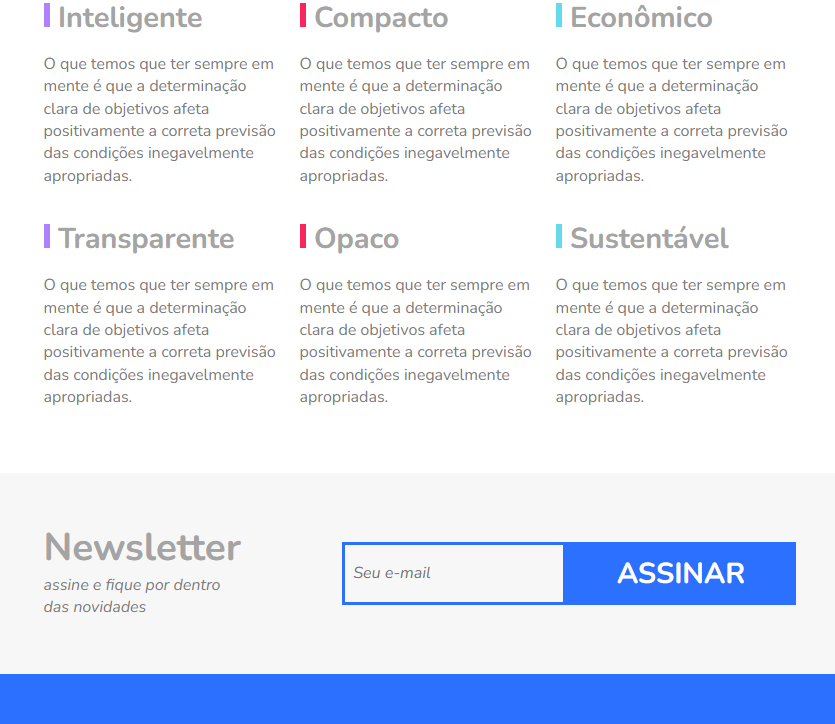 Inteligente
O que temos que ter sempre em
mente é que a determinação
clara de objetivos afeta
positivamente a correta previsão
das condições inegavelmente
apropriadas.
Compacto
O que temos que ter sempre em
mente é que a determinação
clara de objetivos afeta
positivamente a correta previsão
das condições inegavelmente
apropriadas.
Econômico
O que temos que ter sempre em
mente é que a determinação
clara de objetivos afeta
positivamente a correta previsão
das condições inegavelmente
apropriadas.
Transparente
O que temos que ter sempre em
mente é que a determinação
clara de objetivos afeta
positivamente a correta previsão
das condições inegavelmente
apropriadas.
Opaco
O que temos que ter sempre em
mente é que a determinação
clara de objetivos afeta
positivamente a correta previsão
das condições inegavelmente
apropriadas.
Sustentável
O que temos que ter sempre em
mente é que a determinação
clara de objetivos afeta
positivamente a correta previsão
das condições inegavelmente
apropriadas.
Newsletter
assine e fique por dentro
das novidades
Seu e-mail
ASSINAR